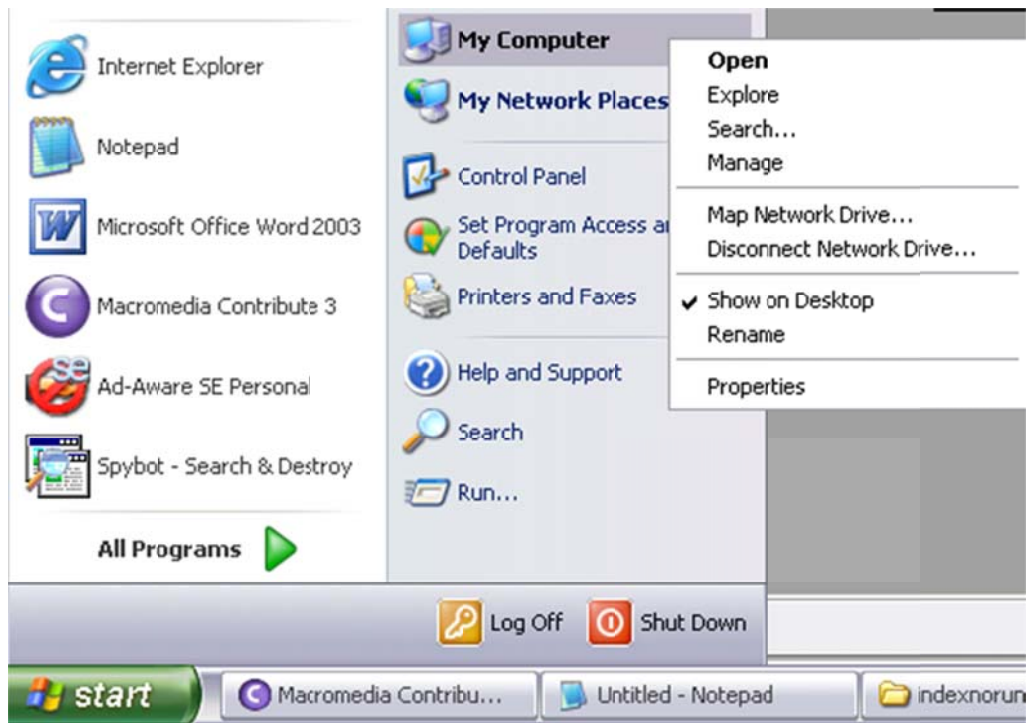 Internet Explorer
Notepad
Microsoft Office Word 2003
Macromedia Contribute 3
Ad-Aware SE Personal
Spybot - Search & Destroy
All Programs
My Computer
My Network Places
Control Panel
Set Program Access
Defaults
Printers and Faxes
Help and Support
Search
Run...
Open
Explore
Search...
Manage
Map Network Drive...
Disconnect Network Drive...
Show on Desktop
Rename
Properties
Log Off
Shut Down
start
Macromedia Contribu...
Untitled - Notepad